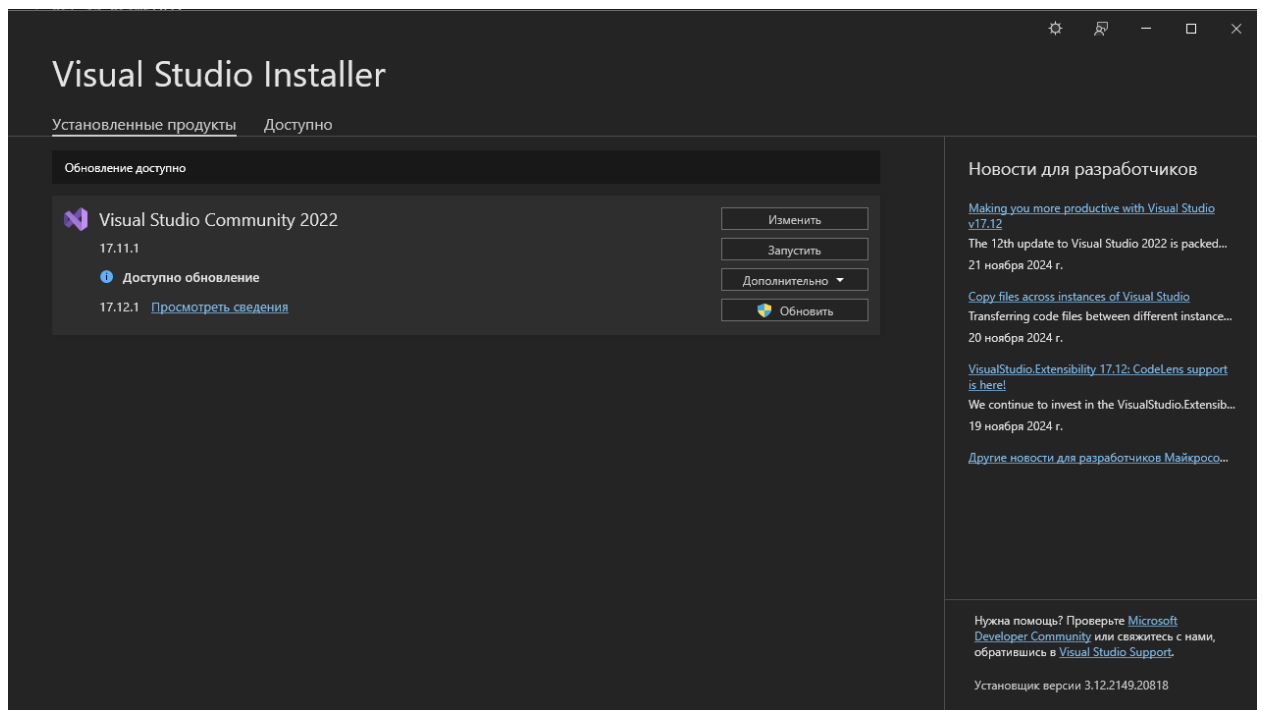 Visual Studio Installer
Установленные продукты Доступно
Обновление доступно
Visual Studio Community 2022
17.11.1
Доступно обновление
17.12.1 Просмотреть сведения
Изменить
Запустить
Дополнительно
Обновить
Новости для разработчиков
Making you more productive with Visual Studio
v17.12
The 12th update to Visual Studio 2022 is packed...
21 ноября 2024 г.
Copy files across instances of Visual Studio
Transferring code files between different instance...
20 ноября 2024 г.
VisualStudio.Extensibility 17.12: CodeLens support
is here!
We continue to invest in the VisualStudio.Extensib...
19 ноября 2024 г.
Другие новости для разработчиков Майкросо...
Нужна помощь? Проверьте Microsoft
Developer Community или свяжитесь с нами,
обратившись в Visual Studio Support.
Установщик версии 3.12.2149.20818